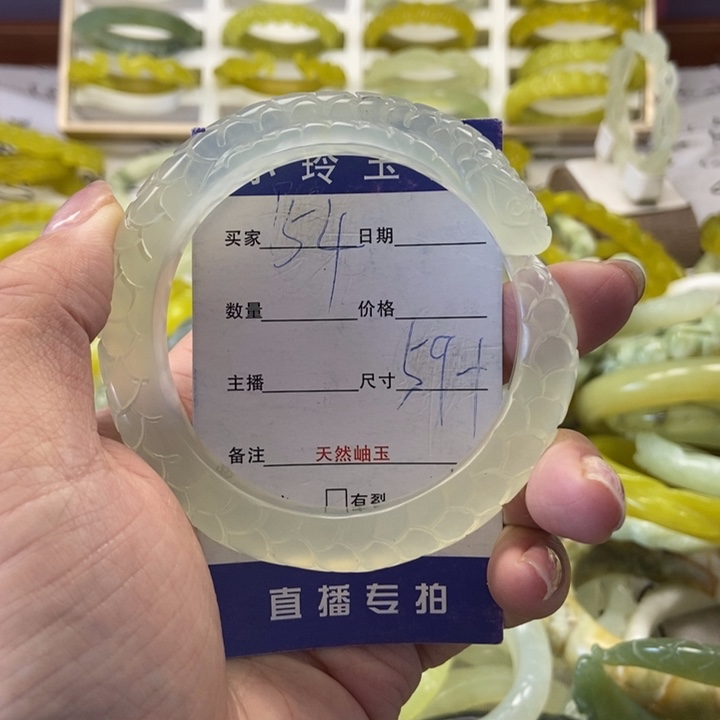 玲玉
买家 54 日期
数量 价格
主播 尺寸 59+
备注 天然岫玉
□有裂
直播专拍